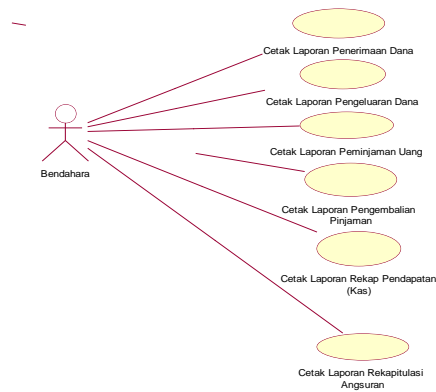 Cetak Laporan Penerimaan Dana
Cetak Laporan Pengeluaran Dana
Cetak Laporan Peminjaman Uang
Bendahara
Cetak Laporan Pengembalian
Pinjaman
Cetak Laporan Rekap Pendapatan
(Kas)
Cetak Laporan Rekapitulasi
Angsuran